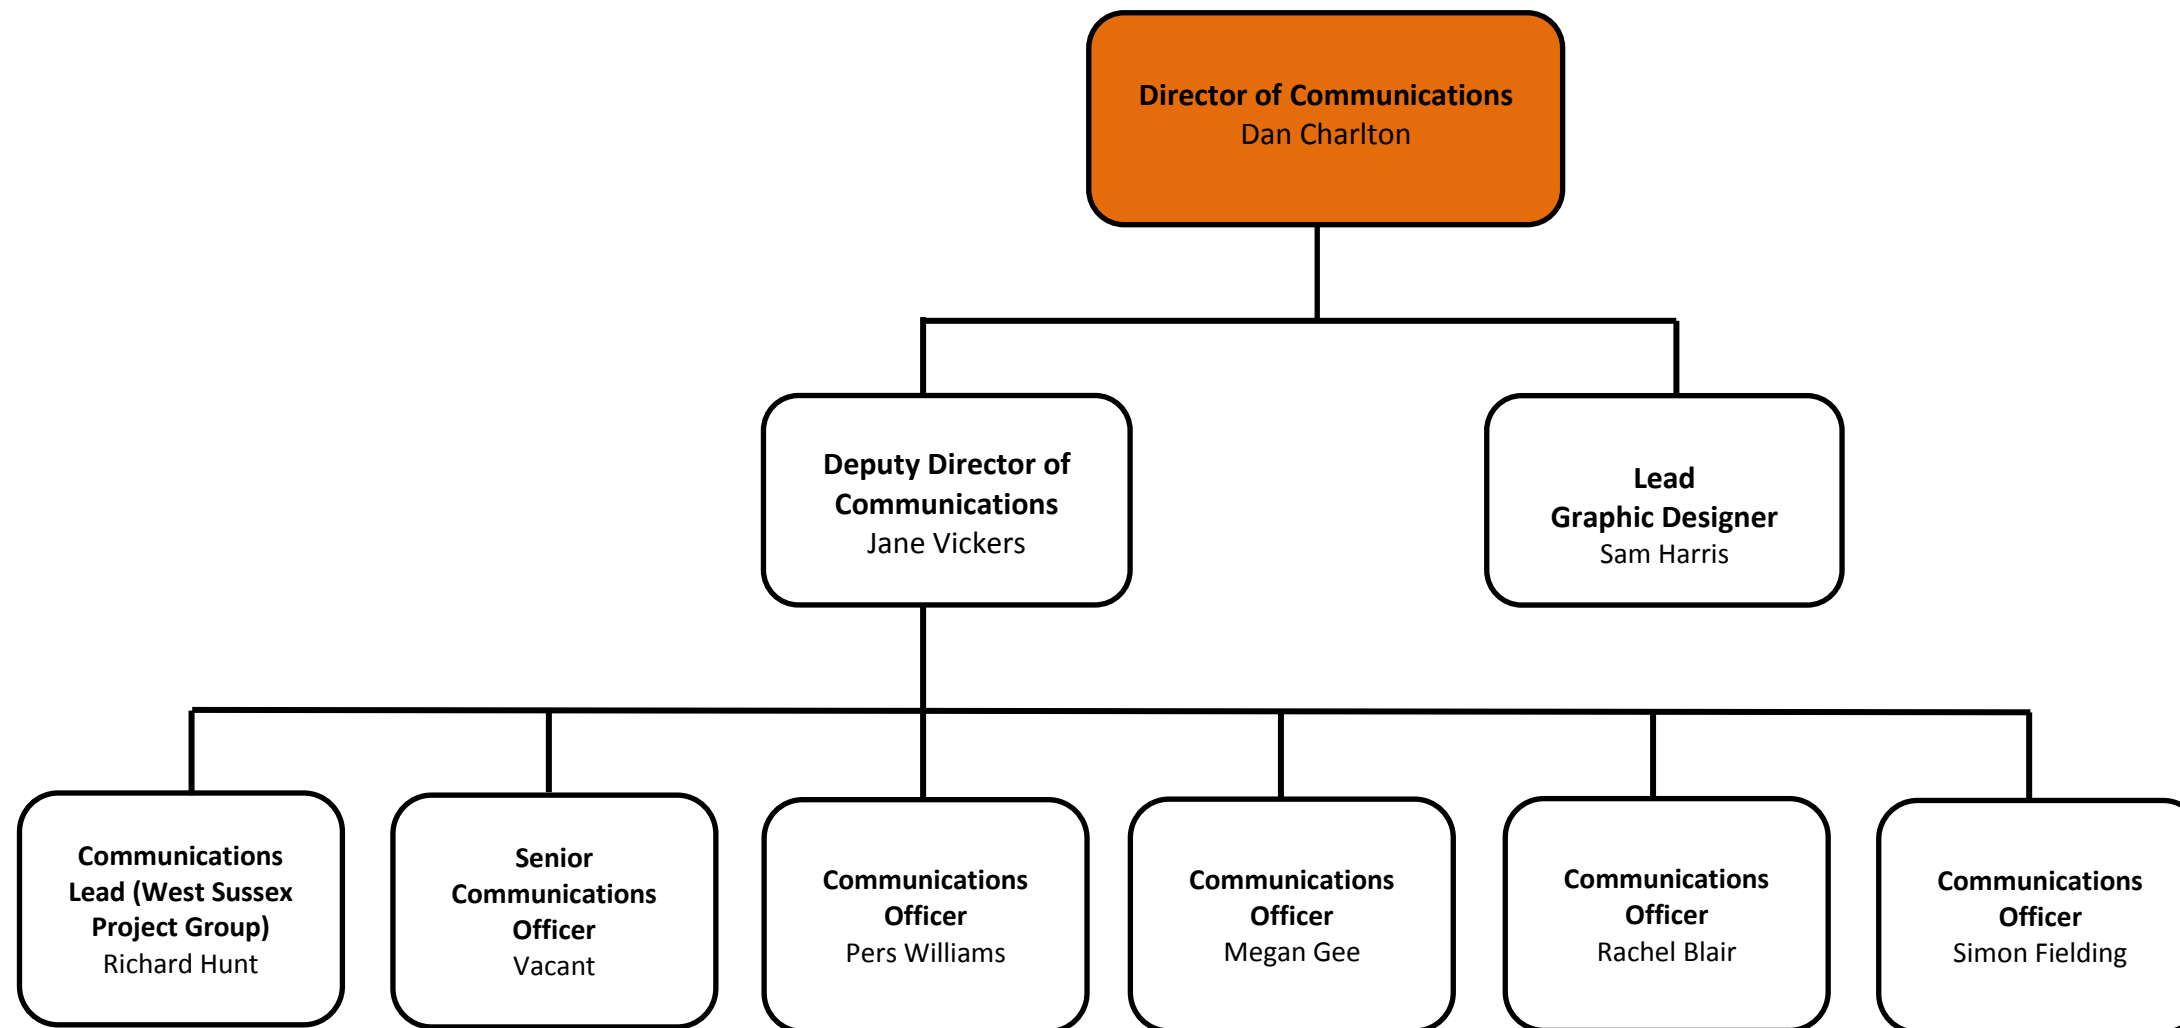 Director of Communications
Dan Charlton
Deputy Director of
Communications
Jane Vickers
Lead
Graphic Designer
Sam Harris
Communications
Lead (West Sussex
Project Group)
Richard Hunt
Senior
Communications
Officer
Vacant
Communications
Officer
Pers Williams
Communications
Officer
Megan Gee
Communications
Officer
Rachel Blair
Communications
Officer
Simon Fielding